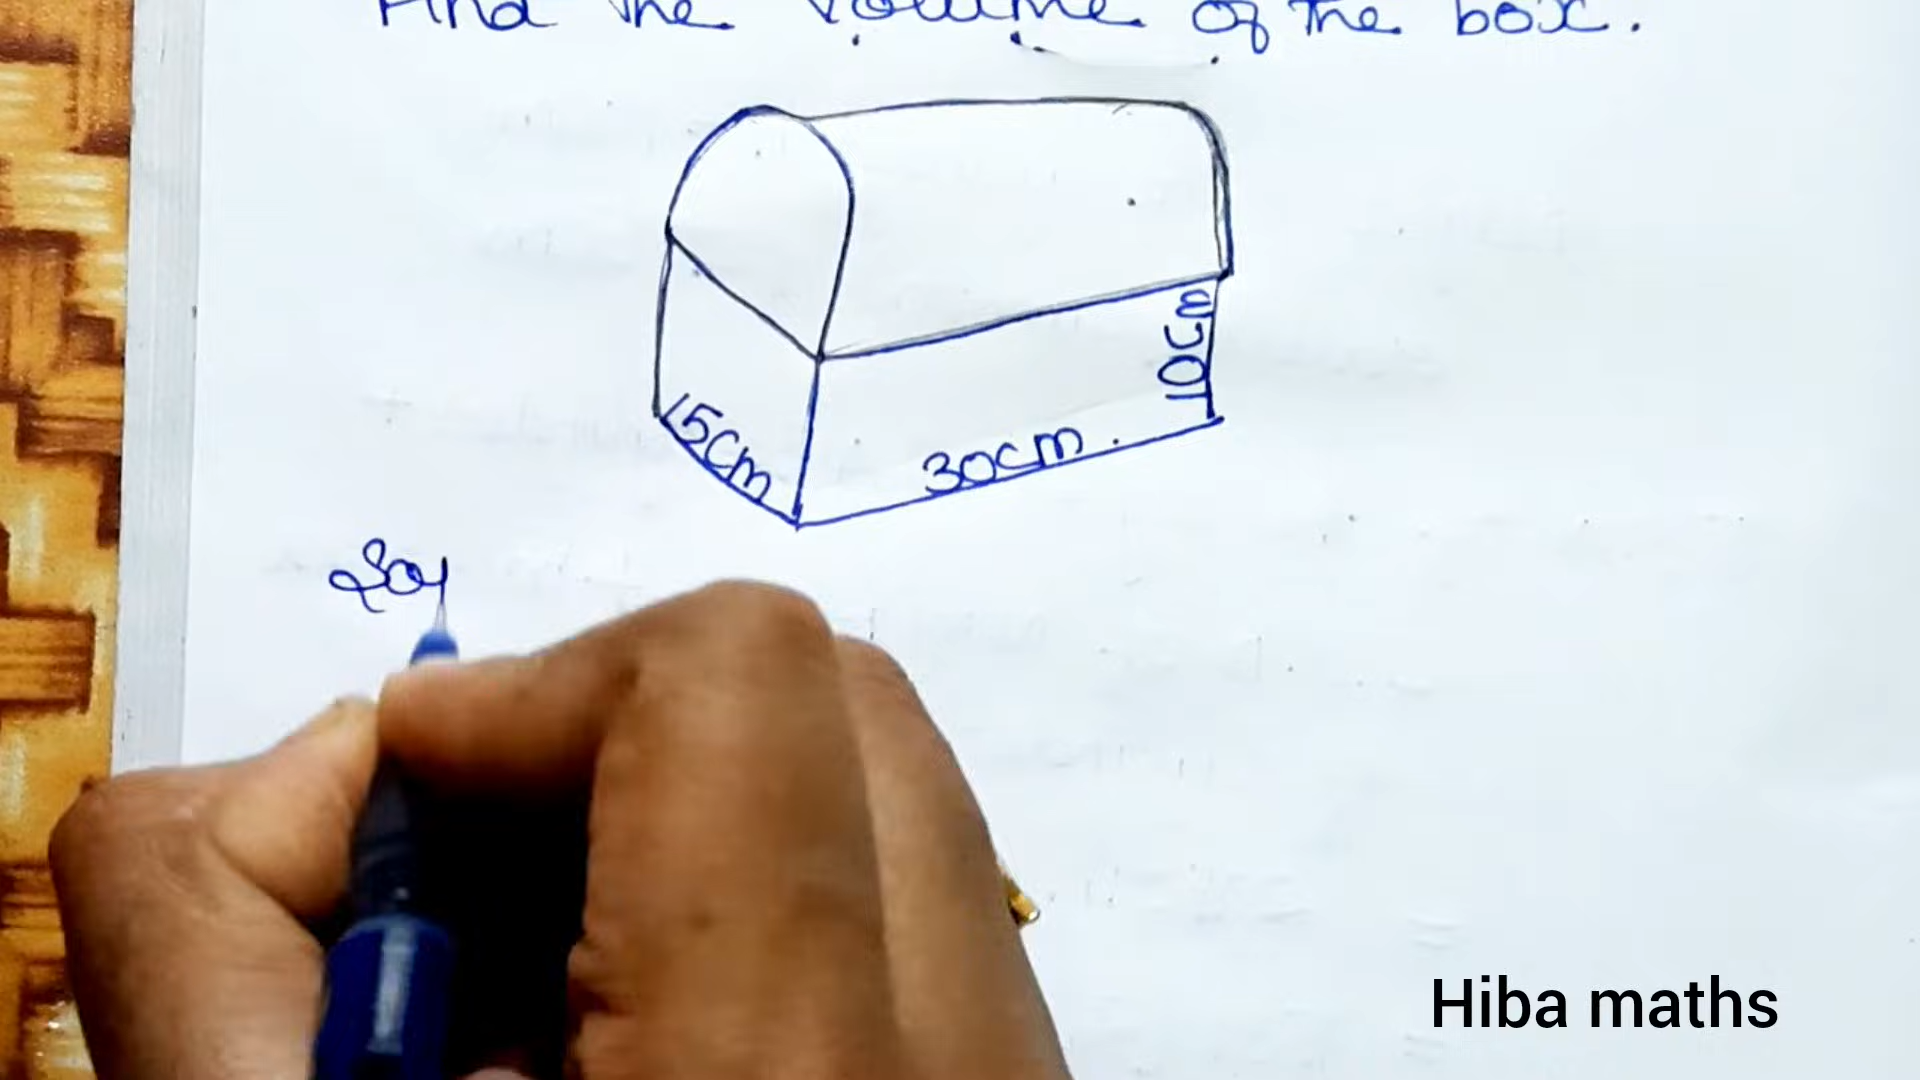 Find the volume of the box.
10cm
15cm
30cm.
Sol
Hiba maths